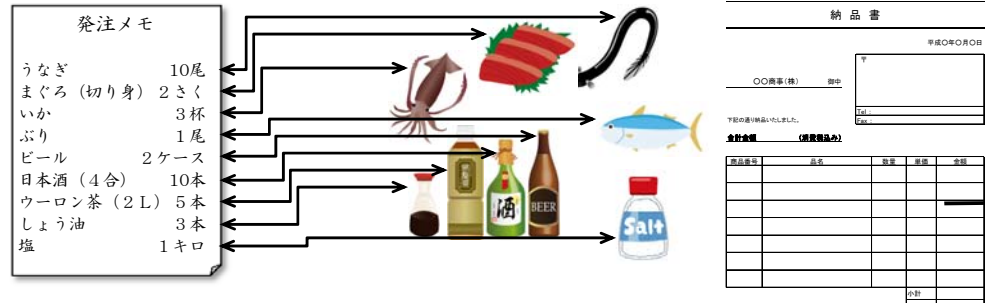 発注メモ
うなぎ 10尾
まぐろ（切り身） 2さく
いか 3杯
ぶり 1尾
ビール 2ケース
日本酒（4合） 10本
ウーロン茶（2L） 5本
しょう油 3本
塩 1キロ
酒
BEER
Salt
納品書
平成〇年〇月〇日
〒
〇〇商事(株) 御中
Tel :
Fax :
下記の通り納品いたしました。
合計金額 (消費税込み)
商品番号 品名 数量 単価 金額
小計